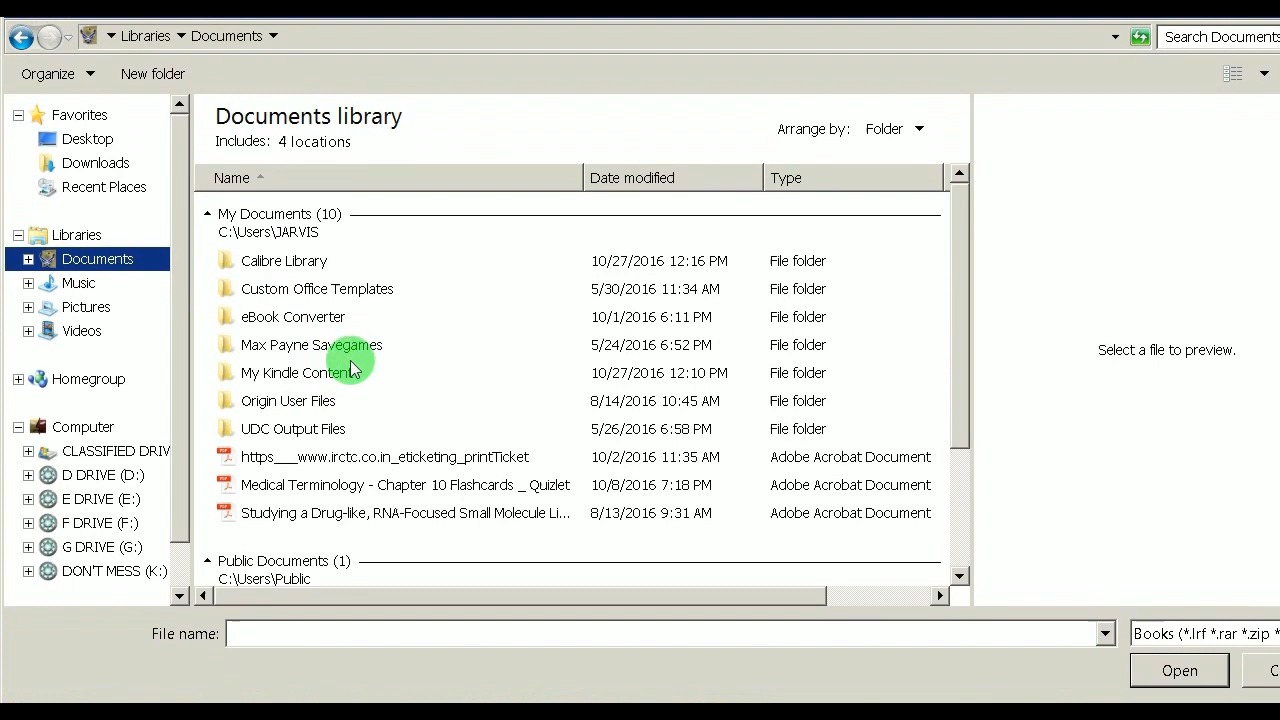 Libraries Documents
Search Documents
Organize New folder
Favorites
Desktop
Downloads
Recent Places
Libraries
Documents
Music
Pictures
Videos
Homegroup
Computer
CLASSIFIED DRIV
D DRIVE (D:)
E DRIVE (E:)
F DRIVE (F:)
G DRIVE (G:)
DON'T MESS (K:)
Documents library
Includes: 4 locations
Arrange by: Folder
Name Date modified Type
My Documents (10)
C:\Users\JARVIS
Calibre Library 10/27/2016 12:16 PM File folder
Custom Office Templates 5/30/2016 11:34 AM File folder
eBook Converter 10/1/2016 6:11 PM File folder
Max Payne Savegames 5/24/2016 6:52 PM File folder
My Kindle Content 10/27/2016 12:10 PM File folder
Origin User Files 8/14/2016 10:45 AM File folder
UDC Output Files 5/26/2016 6:58 PM File folder
https___www.irctc.co.in_eticketing_printTicket 10/2/2016 11:35 AM Adobe Acrobat Document
Medical Terminology - Chapter 10 Flashcards _ Quizlet 10/8/2016 7:18 PM Adobe Acrobat Document
Studying a Drug-like, RNA-Focused Small Molecule Li... 8/13/2016 9:31 AM Adobe Acrobat Document
Public Documents (1)
C:\Users\Public
Select a file to preview.
File name:
Books (*.lrf *.rar *.zip *
Open C